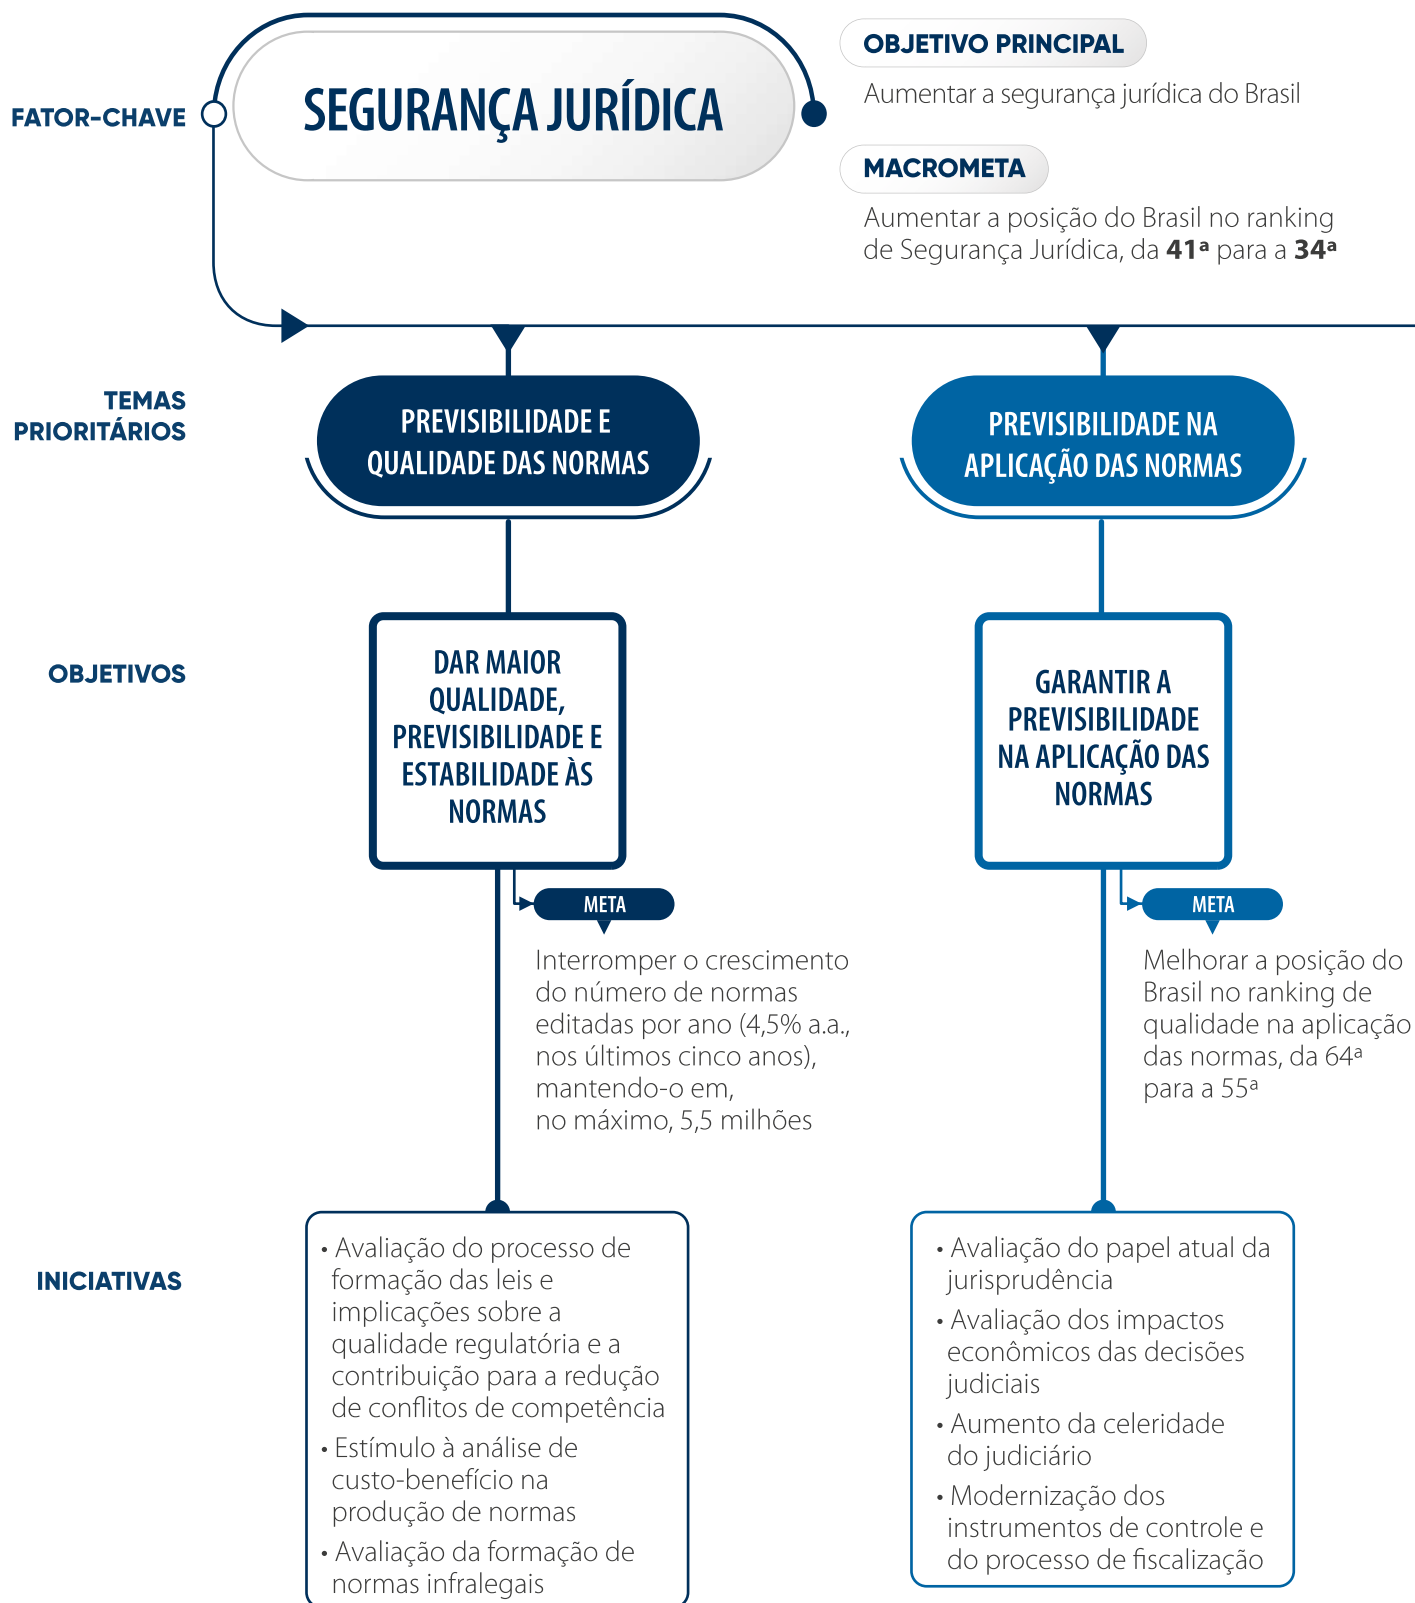 FATOR-CHAVE
SEGURANÇA JURÍDICA
OBJETIVO PRINCIPAL
Aumentar a segurança jurídica do Brasil
MACROMETA
Aumentar a posição do Brasil no ranking
de Segurança Jurídica, da 41ª para a 34ª
TEMAS
PRIORITÁRIOS
PREVISIBILIDADE E
QUALIDADE DAS NORMAS
PREVISIBILIDADE NA
APLICAÇÃO DAS NORMAS
OBJETIVOS
DAR MAIOR
QUALIDADE,
PREVISIBILIDADE E
ESTABILIDADE ÀS
NORMAS
GARANTIR A
PREVISIBILIDADE
NA APLICAÇÃO DAS
NORMAS
META
Interromper o crescimento
do número de normas
editadas por ano (4,5% a.a.,
nos últimos cinco anos),
mantendo-o em,
no máximo, 5,5 milhões
META
Melhorar a posição do
Brasil no ranking de
qualidade na aplicação
das normas, da 64ª
para a 55ª
INICIATIVAS
• Avaliação do processo de
formação das leis e
implicações sobre a
qualidade regulatória e a
contribuição para a redução
de conflitos de competência
• Estímulo à análise de
custo-benefício na
produção de normas
• Avaliação da formação de
normas infralegais
• Avaliação do papel atual da
jurisprudência
• Avaliação dos impactos
econômicos das decisões
judiciais
• Aumento da celeridade
do judiciário
• Modernização dos
instrumentos de controle e
do processo de fiscalização